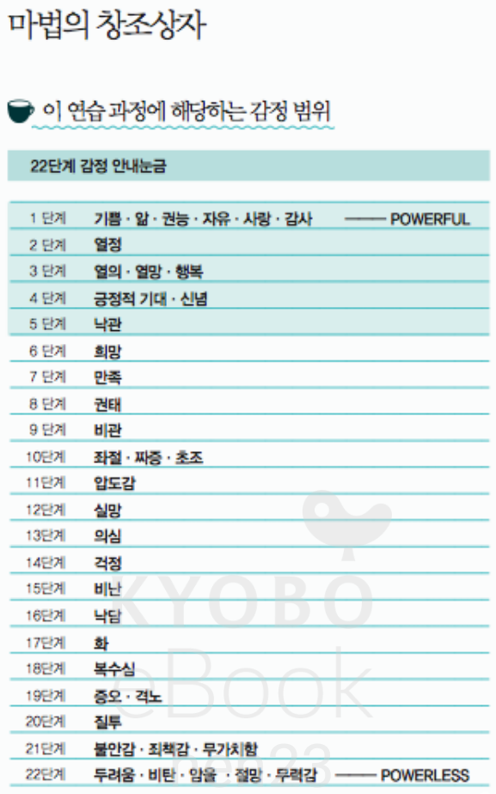 마법의 창조상자
이 연습 과정에 해당하는 감정 범위
22단계 감정 안내눈금
1 단계 기쁨 · 앎 · 권능 · 자유 · 사랑 · 감사 ─── POWERFUL
2 단계 열정
3 단계 열의 · 열망 · 행복
4 단계 긍정적 기대 · 신념
5 단계 낙관
6 단계 희망
7 단계 만족
8 단계 권태
9 단계 비관
10단계 좌절 · 짜증 · 초조
11단계 압도감
12단계 실망
13단계 의심
14단계 걱정
15단계 비난
16단계 낙담
17단계 화
18단계 복수심
19단계 증오 · 격노
20단계 질투
21단계 불안감 · 죄책감 · 무가치함
22단계 두려움 · 비탄 · 암울 · 절망 · 무력감 ─── POWERLESS
KYOBO
eBook